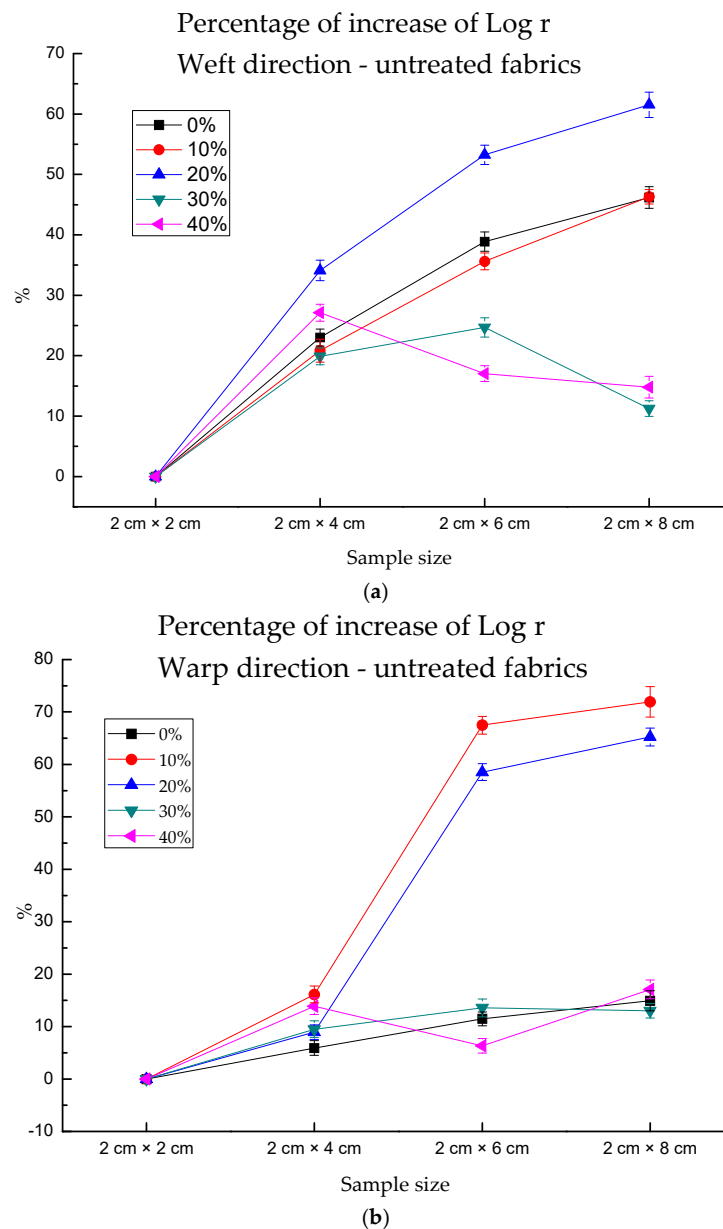 Percentage of increase of Log r
Weft direction - untreated fabrics
70
60
50
40
30
20
10
0
%
0%
10%
20%
30%
40%
2 cm × 2 cm
2 cm × 4 cm
2 cm × 6 cm
2 cm × 8 cm
Sample size
(a)
Percentage of increase of Log r
Warp direction - untreated fabrics
80
70
60
50
40
30
20
10
0
-10
%
0%
10%
20%
30%
40%
2 cm × 2 cm
2 cm × 4 cm
2 cm × 6 cm
2 cm × 8 cm
Sample size
(b)